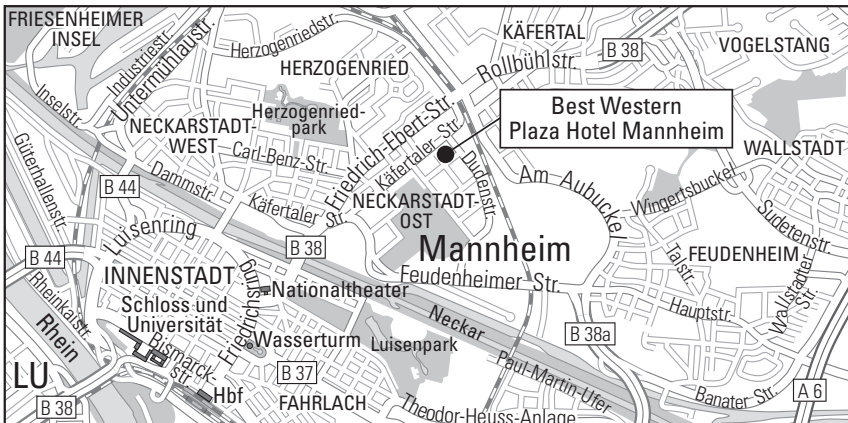 FRIESENHEIMER
INSEL
Industriestr.
Untermühlaustr.
Herzogenriedstr.
HERZOGENRIED
KÄFERTAL
B 38
Rollbühlstr.
VOGELSTANG
Inselstr.
Herzogenried-
park
Friedrich-Ebert-Str.
Best Western
Plaza Hotel Mannheim
NECKARSTADT-
WEST
Carl-Benz-Str.
Käfertaler Str.
Dudenstr.
WALLSTADT
Güterhallenstr.
B 44
Dammstr.
Käfertaler
Str.
NECKARSTADT-
OST
Am Aubuckel
Wingertsbuckel
Sudetenstr.
Luisenring
B 38
Mannheim
Talstr.
FEUDENHEIM
B 44
INNENSTADT
Friedrichsring
Nationaltheater
Feudenheimer Str.
Wallstadter
Str.
Rheinkaistr.
Schloss und
Universität
Neckar
Hauptstr.
Rhein
Bismarck-
str.
Wasserturm
Luisenpark
B 38a
LU
B 37
Paul-Martin-Ufer
Banater Str.
A 6
B 38
Hbf
FAHRLACH
Theodor-Heuss-Anlage